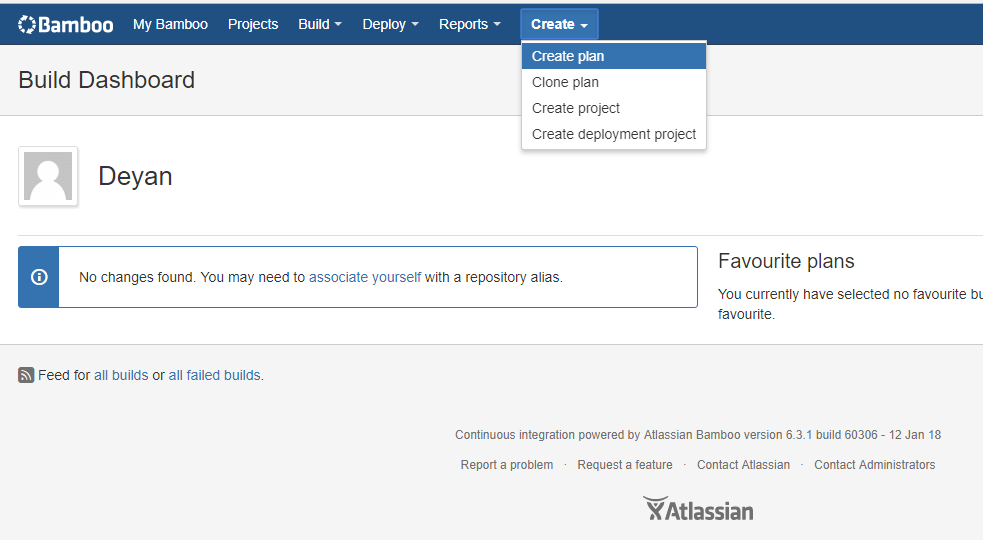 Bamboo My Bamboo Projects Build Deploy Reports Create
Create plan
Clone plan
Create project
Create deployment project
Build Dashboard
Deyan
No changes found. You may need to associate yourself with a repository alias.
Favourite plans
You currently have selected no favourite
favourite.
Feed for all builds or all failed builds.
Continuous integration powered by Atlassian Bamboo version 6.3.1 build 60306 - 12 Jan 18
Report a problem · Request a feature · Contact Atlassian · Contact Administrators
Atlassian